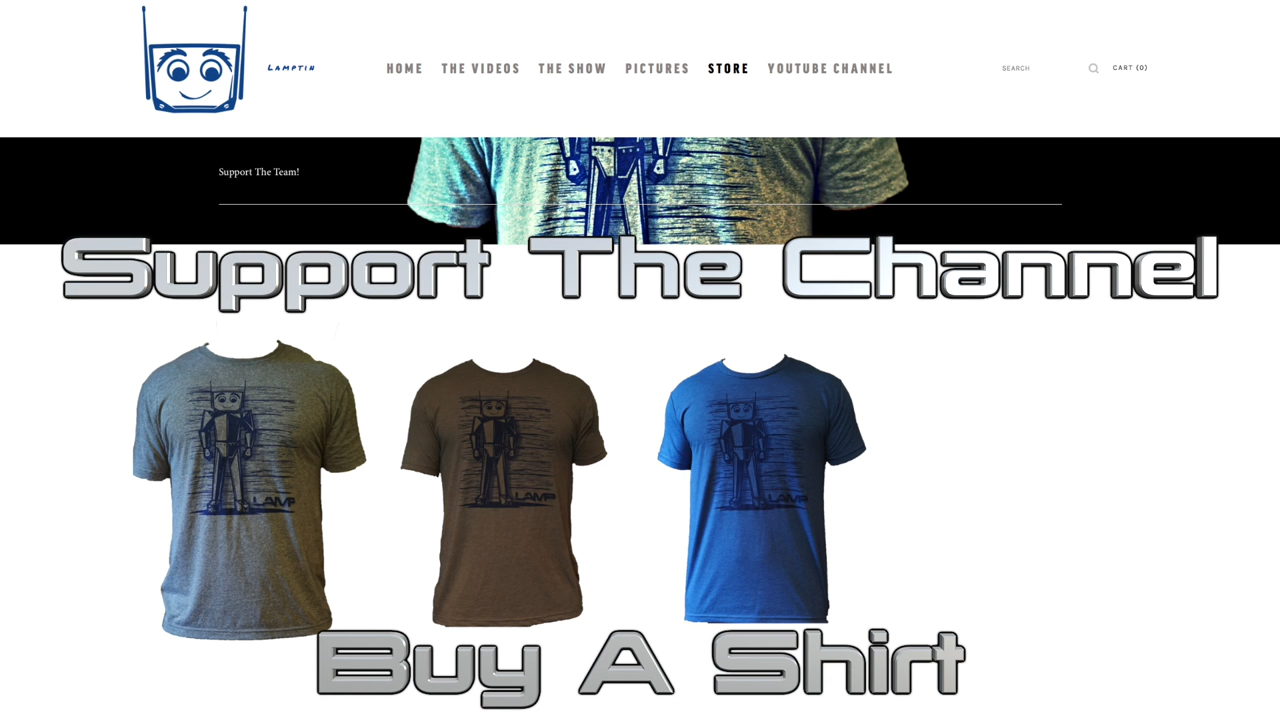 Lamptin
HOME THE VIDEOS THE SHOW PICTURES STORE YOUTUBE CHANNEL
SEARCH
CART (0)
Support The Team!
Support The Channel
LAMP
LAMP
LAMP
Buy A Shirt